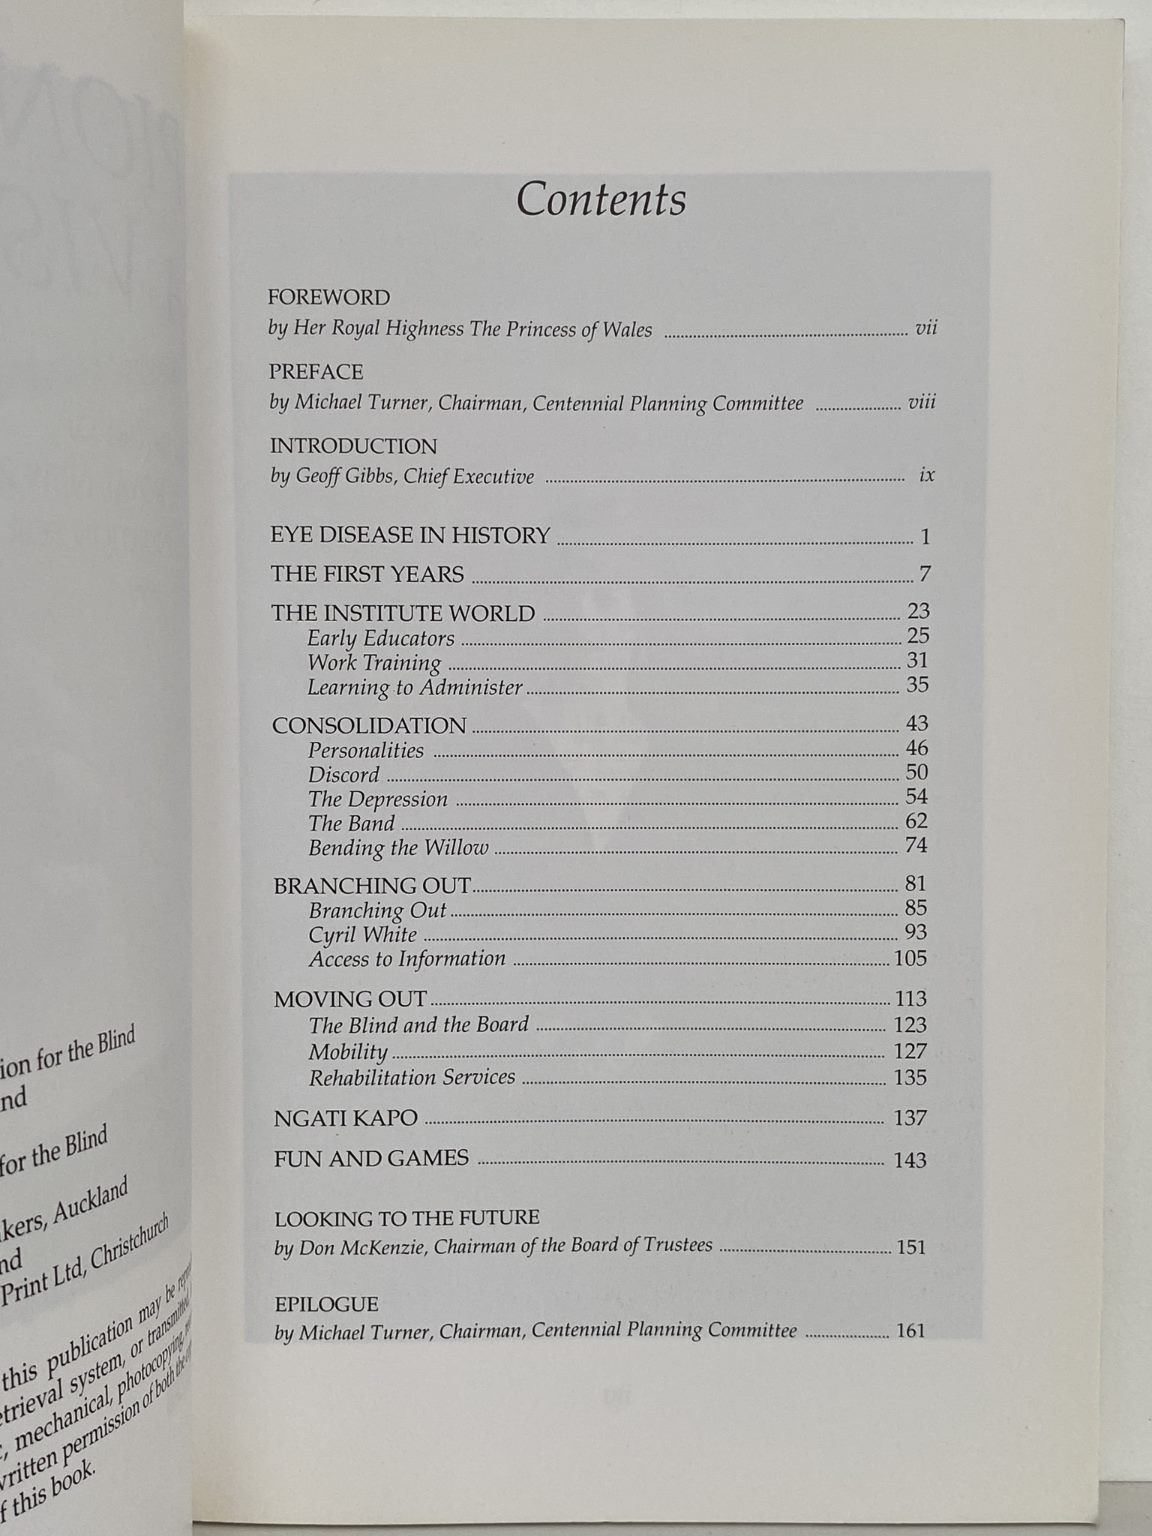 ion for the Blind
nd
for the Blind
kers, Auckland
nd
Print Ltd, Christchurch
this publication may be
etrieval system, or transmitted
, mechanical, photocopying,
written permission of both the
f this book.
Contents
FOREWORD
by Her Royal Highness The Princess of Wales ........ vii
PREFACE
by Michael Turner, Chairman, Centennial Planning Committee ........ viii
INTRODUCTION
by Geoff Gibbs, Chief Executive ........ ix
EYE DISEASE IN HISTORY ........ 1
THE FIRST YEARS ........ 7
THE INSTITUTE WORLD ........ 23
Early Educators ........ 25
Work Training ........ 31
Learning to Administer ........ 35
CONSOLIDATION ........ 43
Personalities ........ 46
Discord ........ 50
The Depression ........ 54
The Band ........ 62
Bending the Willow ........ 74
BRANCHING OUT ........ 81
Branching Out ........ 85
Cyril White ........ 93
Access to Information ........ 105
MOVING OUT ........ 113
The Blind and the Board ........ 123
Mobility ........ 127
Rehabilitation Services ........ 135
NGATI KAPO ........ 137
FUN AND GAMES ........ 143
LOOKING TO THE FUTURE
by Don McKenzie, Chairman of the Board of Trustees ........ 151
EPILOGUE
by Michael Turner, Chairman, Centennial Planning Committee ........ 161